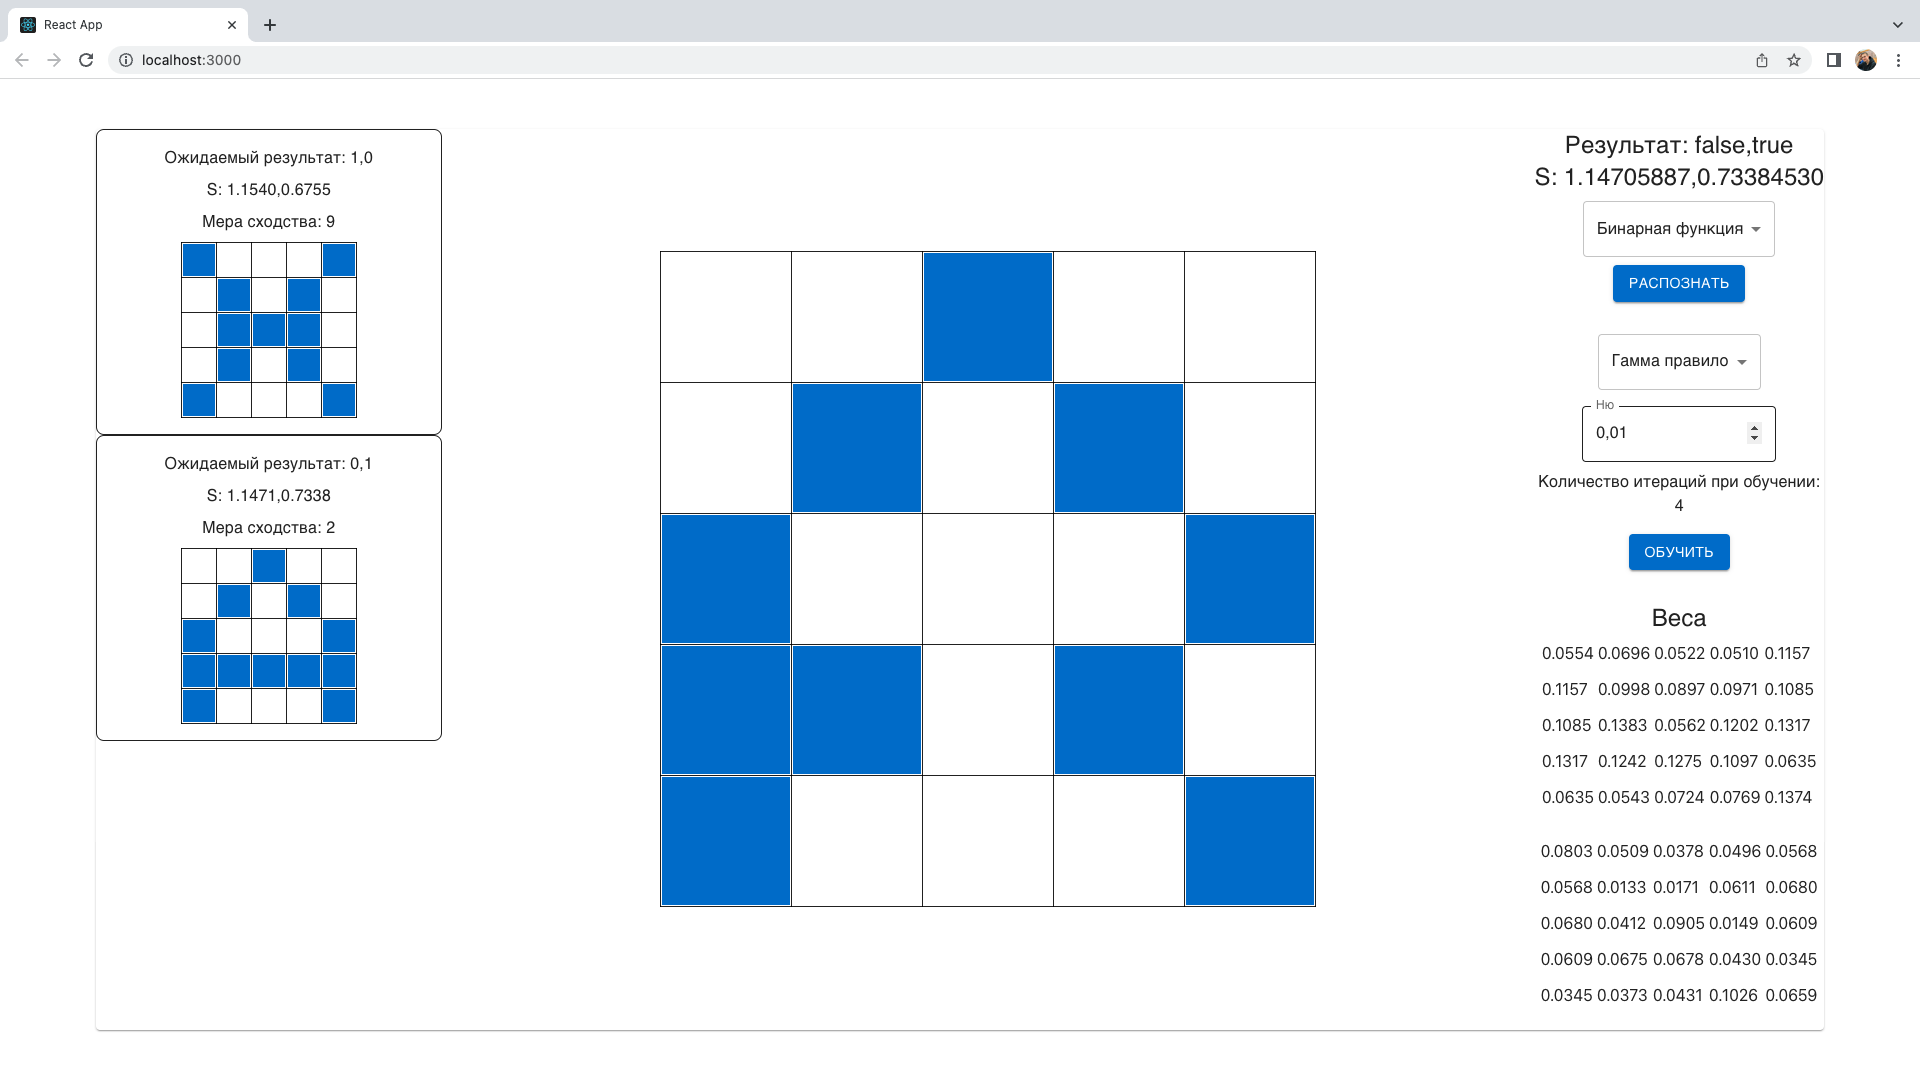 React App
localhost:3000
Ожидаемый результат: 1,0
S: 1.1540,0.6755
Мера сходства: 9
Ожидаемый результат: 0,1
S: 1.1471,0.7338
Мера сходства: 2
Результат: false,true
S: 1.14705887,0.73384530
Бинарная функция
РАСПОЗНАТЬ
Гамма правило
Ню
0,01
Количество итераций при обучении:
4
ОБУЧИТЬ
Веса
0.0554 0.0696 0.0522 0.0510 0.1157
0.1157 0.0998 0.0897 0.0971 0.1085
0.1085 0.1383 0.0562 0.1202 0.1317
0.1317 0.1242 0.1275 0.1097 0.0635
0.0635 0.0543 0.0724 0.0769 0.1374
0.0803 0.0509 0.0378 0.0496 0.0568
0.0568 0.0133 0.0171 0.0611 0.0680
0.0680 0.0412 0.0905 0.0149 0.0609
0.0609 0.0675 0.0678 0.0430 0.0345
0.0345 0.0373 0.0431 0.1026 0.0659